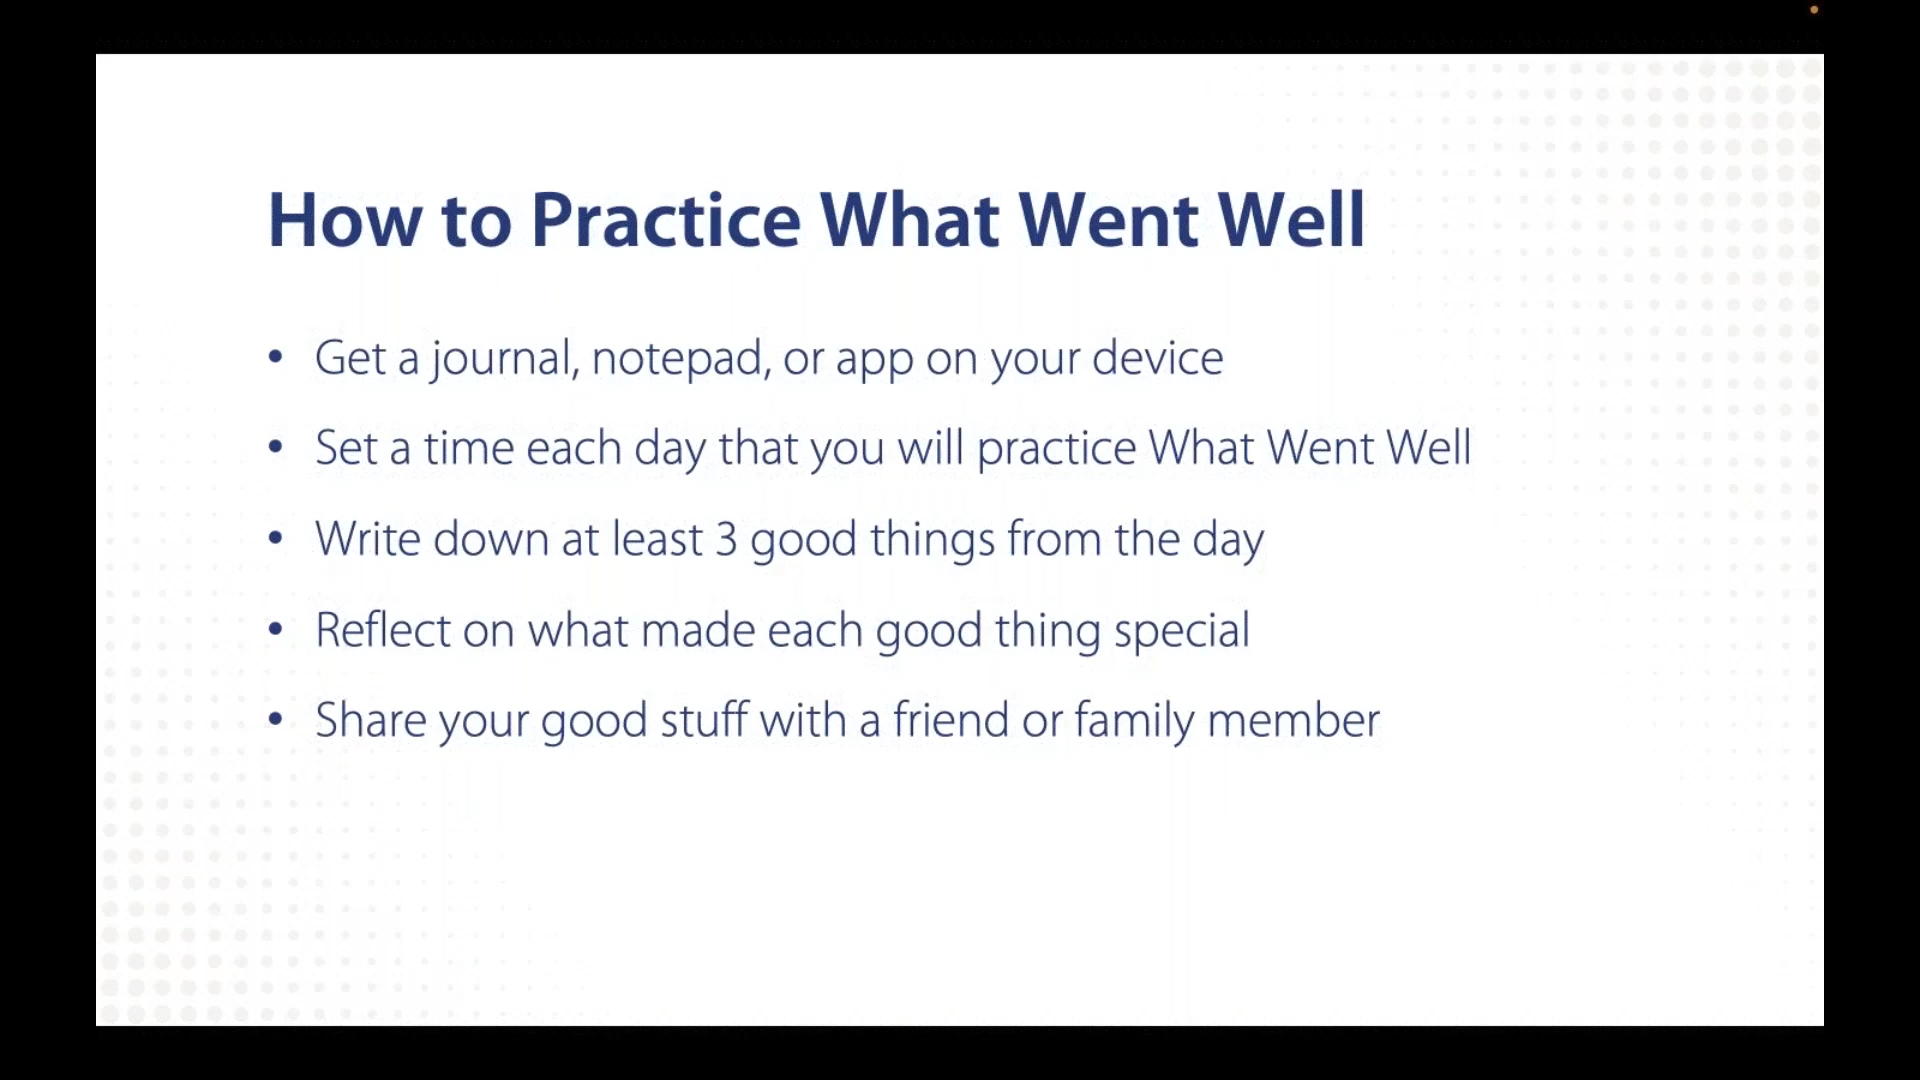 How to Practice What Went Well
• Get a journal, notepad, or app on your device
• Set a time each day that you will practice What Went Well
• Write down at least 3 good things from the day
• Reflect on what made each good thing special
• Share your good stuff with a friend or family member